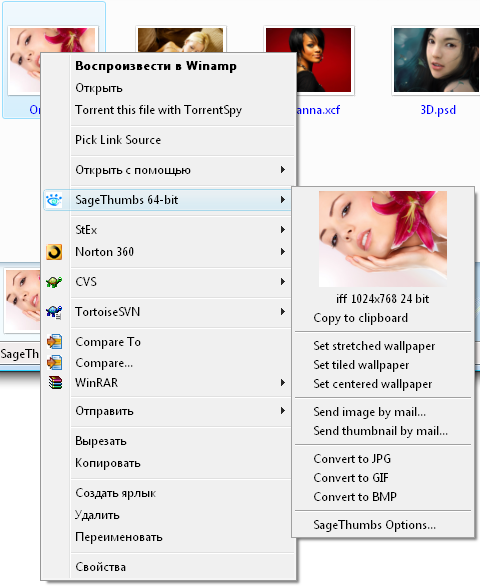 Or
anna.xcf
3D.psd
Воспроизвести в Winamp
Открыть
Torrent this file with TorrentSpy
Pick Link Source
Открыть с помощью
SageThumbs 64-bit
StEx
Norton 360
CVS
TortoiseSVN
Compare To
Compare...
WinRAR
Отправить
Вырезать
Копировать
Создать ярлык
Удалить
Переименовать
Свойства
SageTh
iff 1024x768 24 bit
Copy to clipboard
Set stretched wallpaper
Set tiled wallpaper
Set centered wallpaper
Send image by mail...
Send thumbnail by mail...
Convert to JPG
Convert to GIF
Convert to BMP
SageThumbs Options...